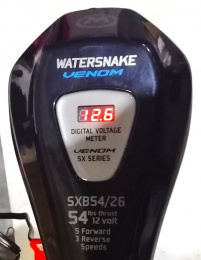 WATERSNAKE
VENOM
12.6
DIGITAL VOLTAGE
METER
VENOM
SX SERIES
SXB54/26
54 lbs thrust
12 volt
5 Forward
3 Reverse
Speeds